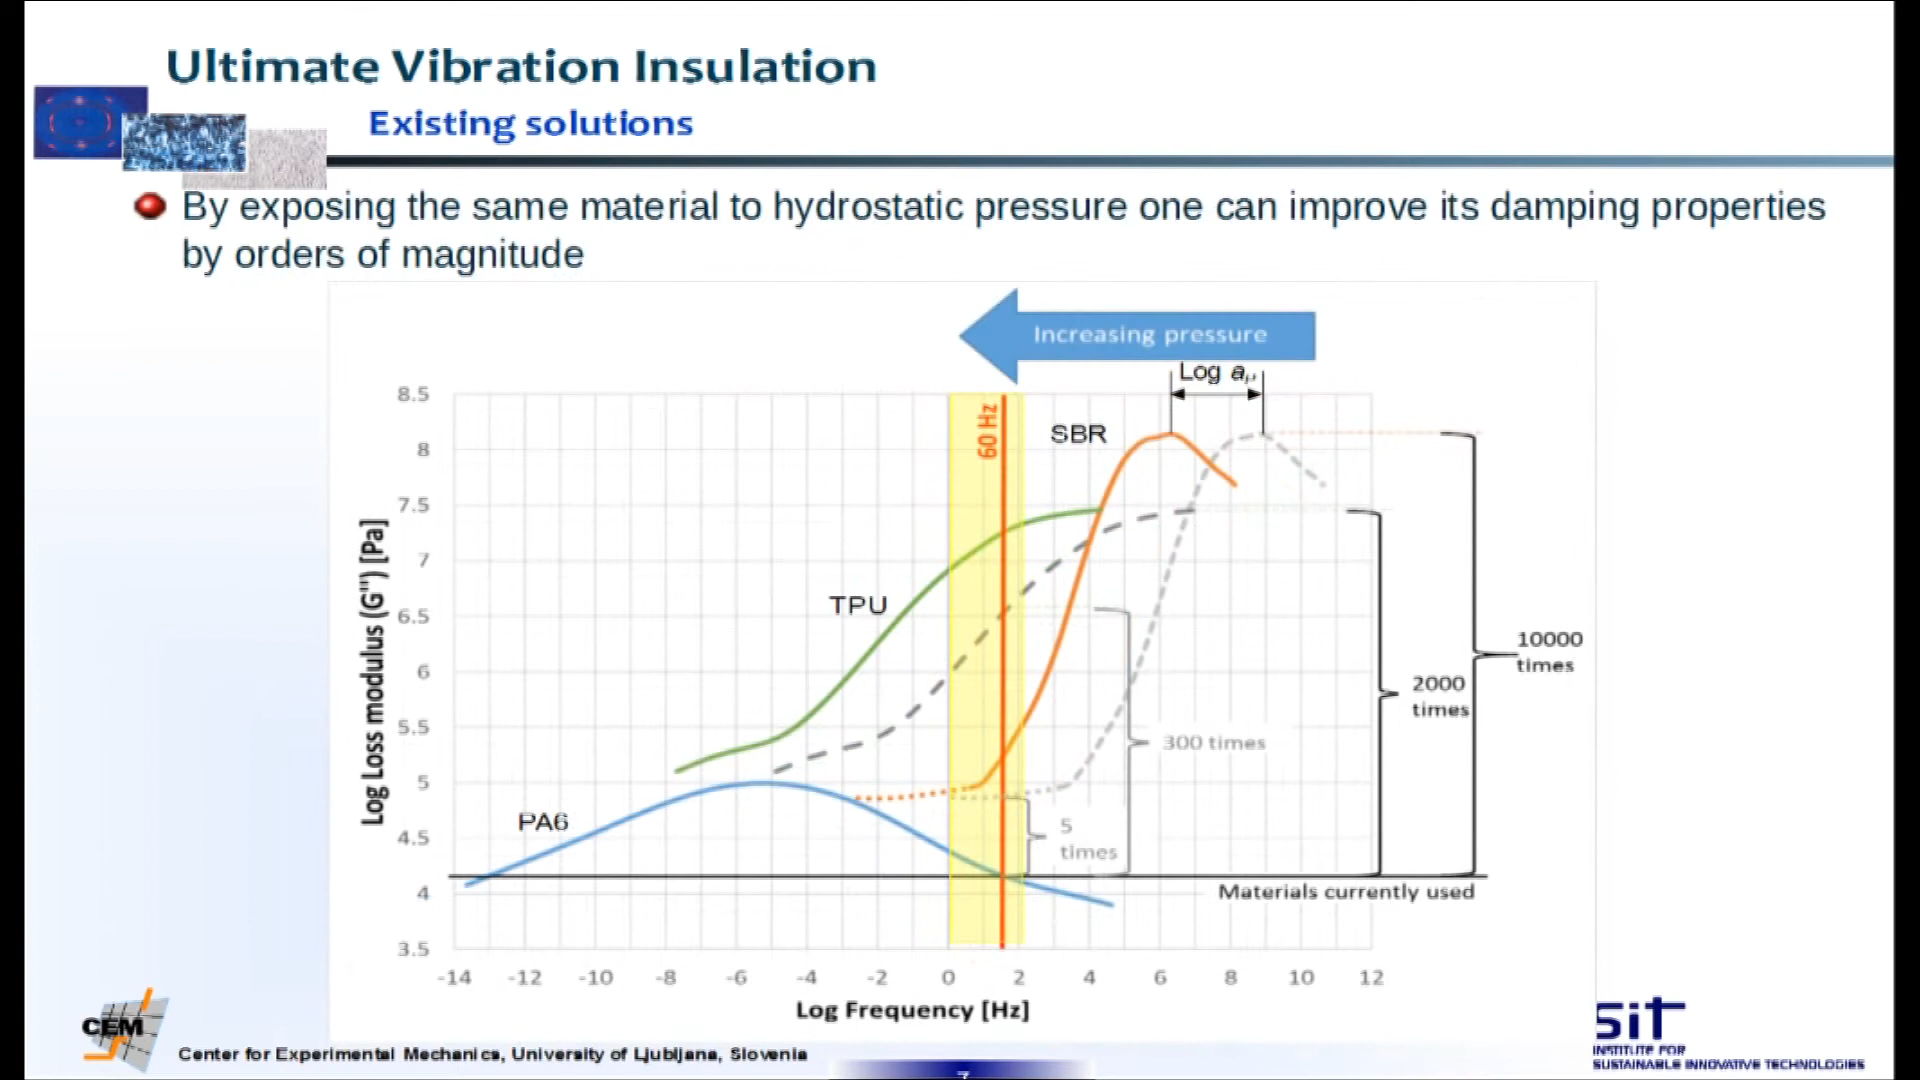 Ultimate Vibration Insulation
Existing solutions
By exposing the same material to hydrostatic pressure one can improve its damping properties
by orders of magnitude
Increasing pressure
Log
8.5
8
7.5
7
6.5
6
5.5
5
4.5
4
3.5
60 Hz
SBR
TPU
PA6
10000
times
2000
times
300 times
5
times
Materials currently used
-14 -12 -10 -8 -6 -4 -2 0 2 4 6 8 10 12
Log Loss modulus (G'') [Pa]
Log Frequency [Hz]
CEM
Center for Experimental Mechanics, University of Ljubljana, Slovenia
7
sit
INSTITUTE FOR
SUSTAINABLE INNOVATIVE TECHNOLOGIES